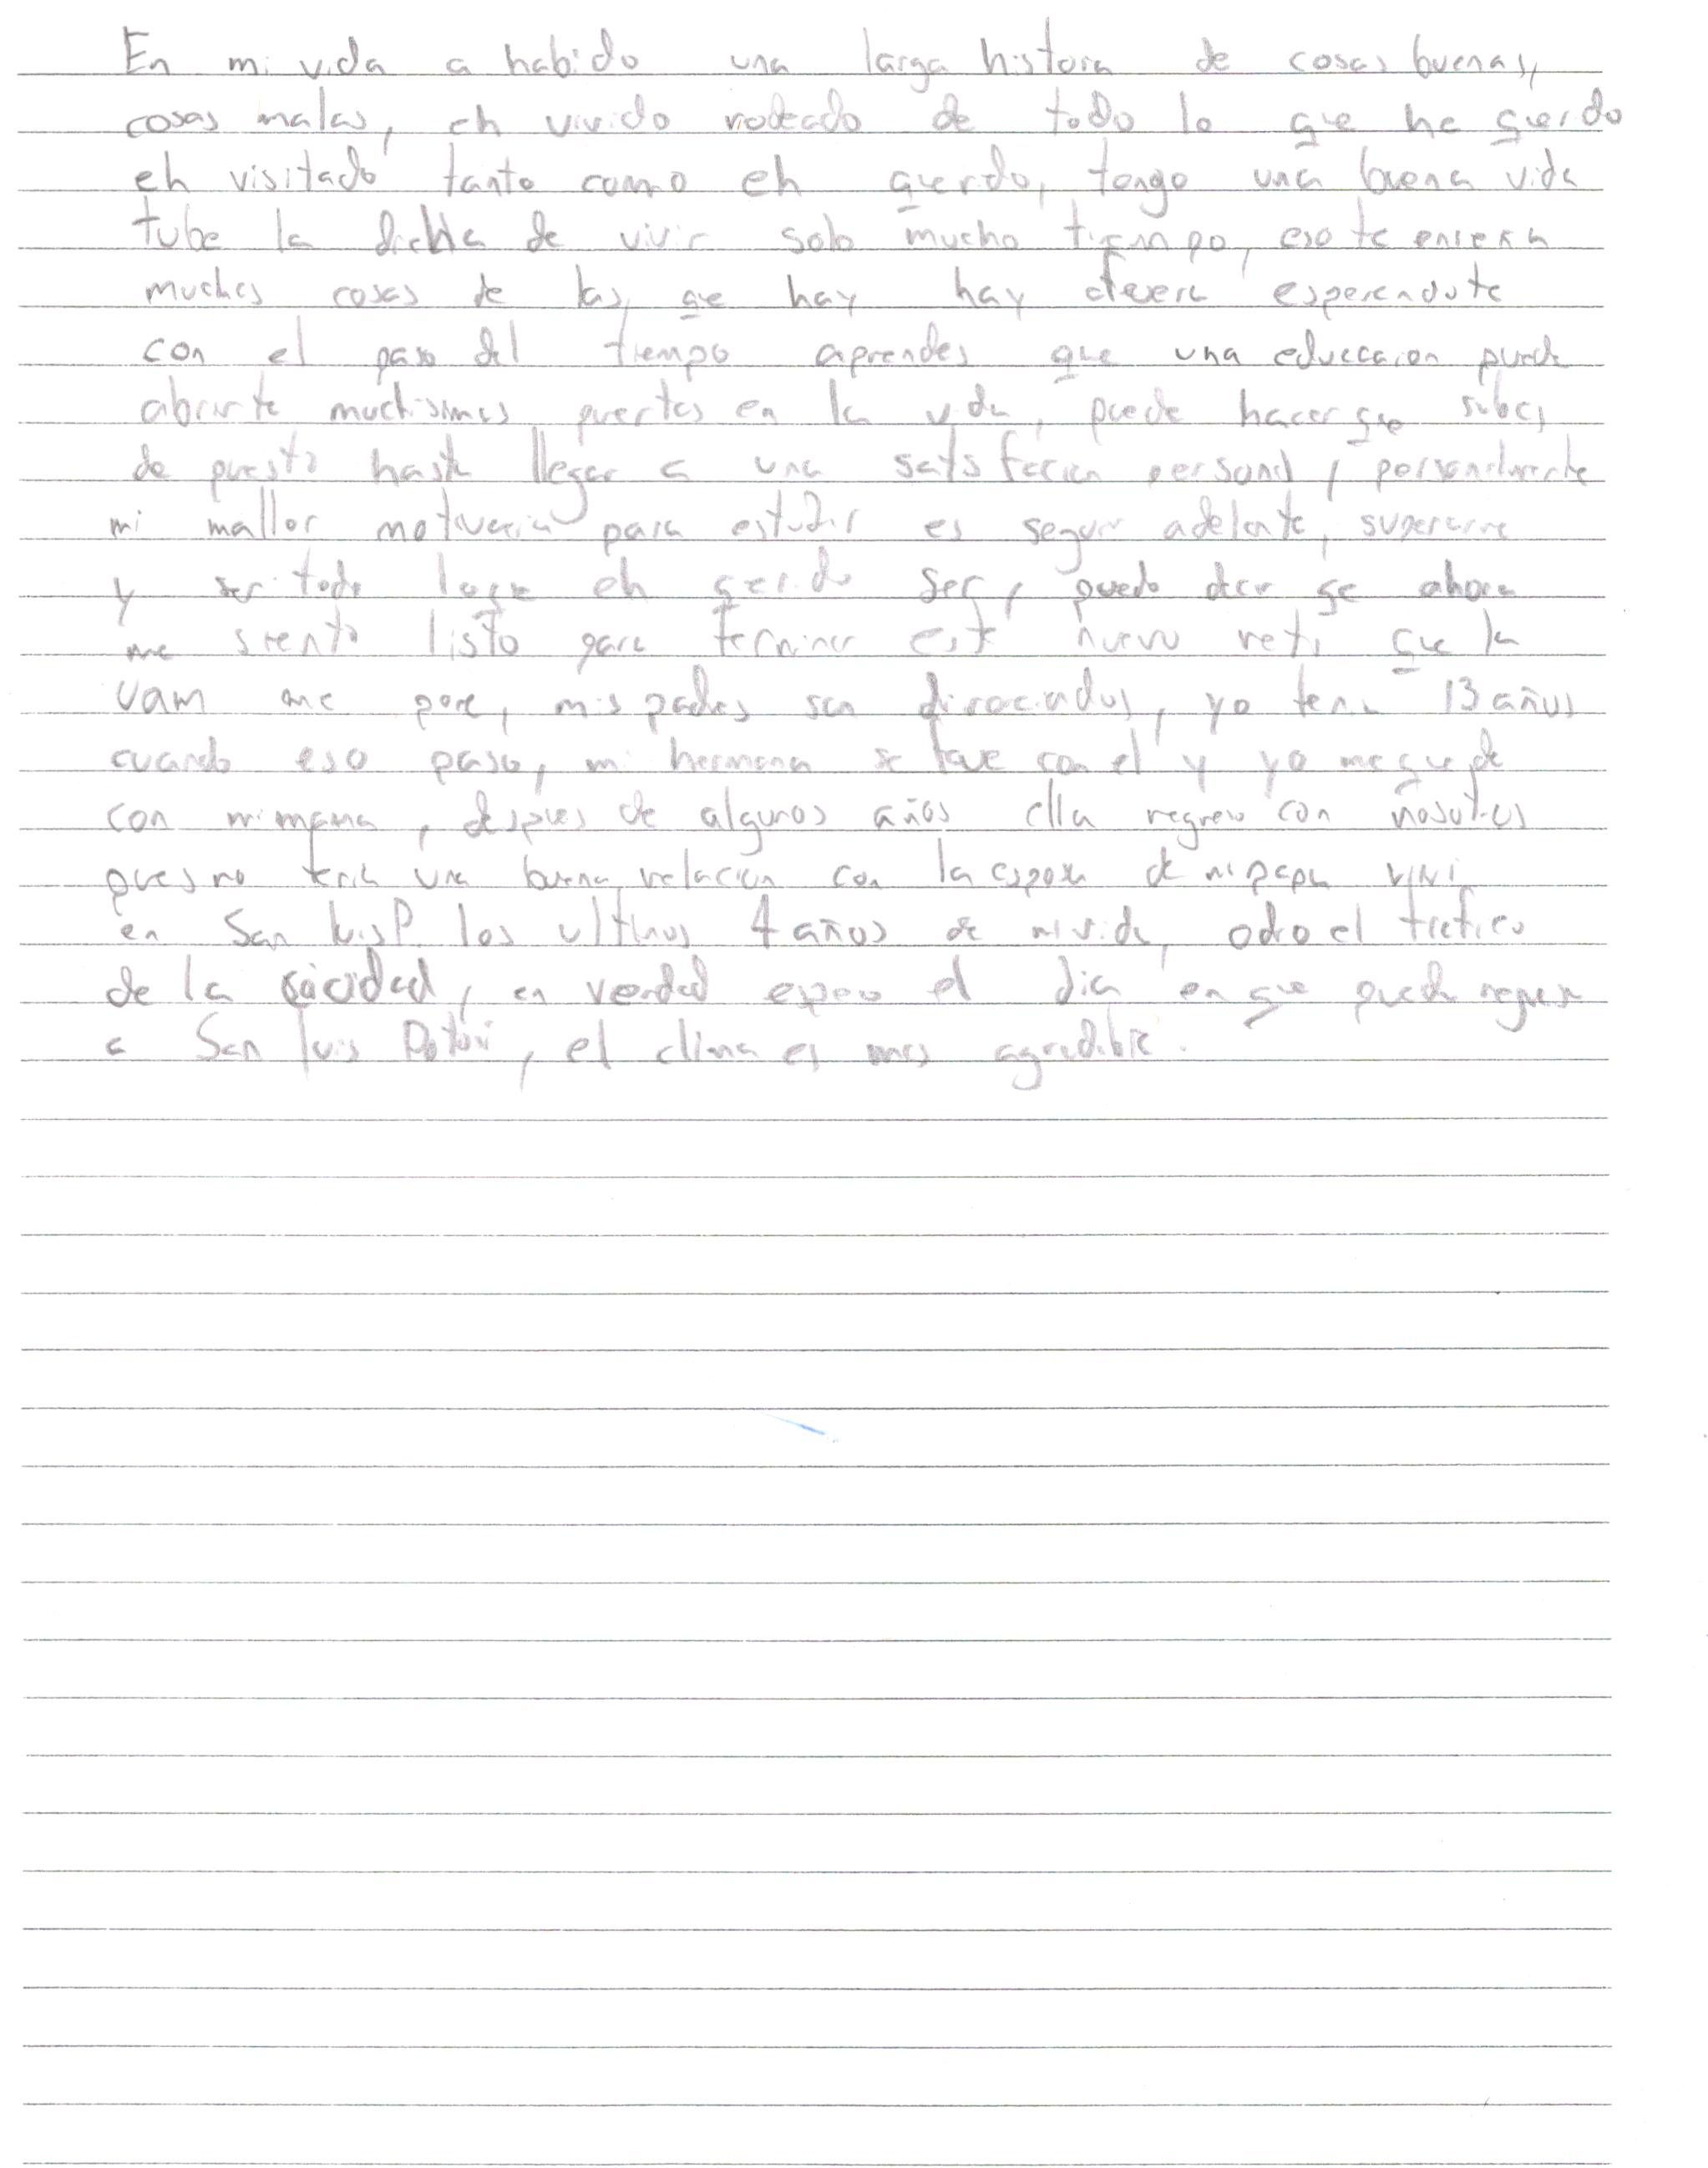 En mi vida a habido una larga historia de cosas buenas,
cosas malas, eh vivido rodeado de todo lo que he querido
eh visitado tanto como eh querido, tengo una buena vida
tube la dicha de vivir solo mucho tiempo, eso te enseña
muchas cosas de las que hay hay afuera esperandote
con el paso del tiempo aprendes que una educacion puede
abrirte muchisimas puertas en la vida, puede hacer que subes
de puesto hasta llegar a una satisfacion personal, personalmente
mi mallor motivacia para estudir es seguir adelante, superarme
y ser todo loque eh querido ser, puedo decir que ahora
me siento listo para terminar est nuevo reto que la
uam me pone, mis padres son divorciados, yo tenia 13 años
cuando eso paso, mi hermana se fue con el y yo me quede
con mi mama, despues de algunos años ella regreso con nosotros
pues no tenia una buena relacion con la esposa de mi papa vivi
en San Luis P. los ultimos 4 años de mi vida, odio el trafico
de la ciudad, en verdad espero el dia en que pueda regresar
a San Luis Potosi, el clima es mas agradible.